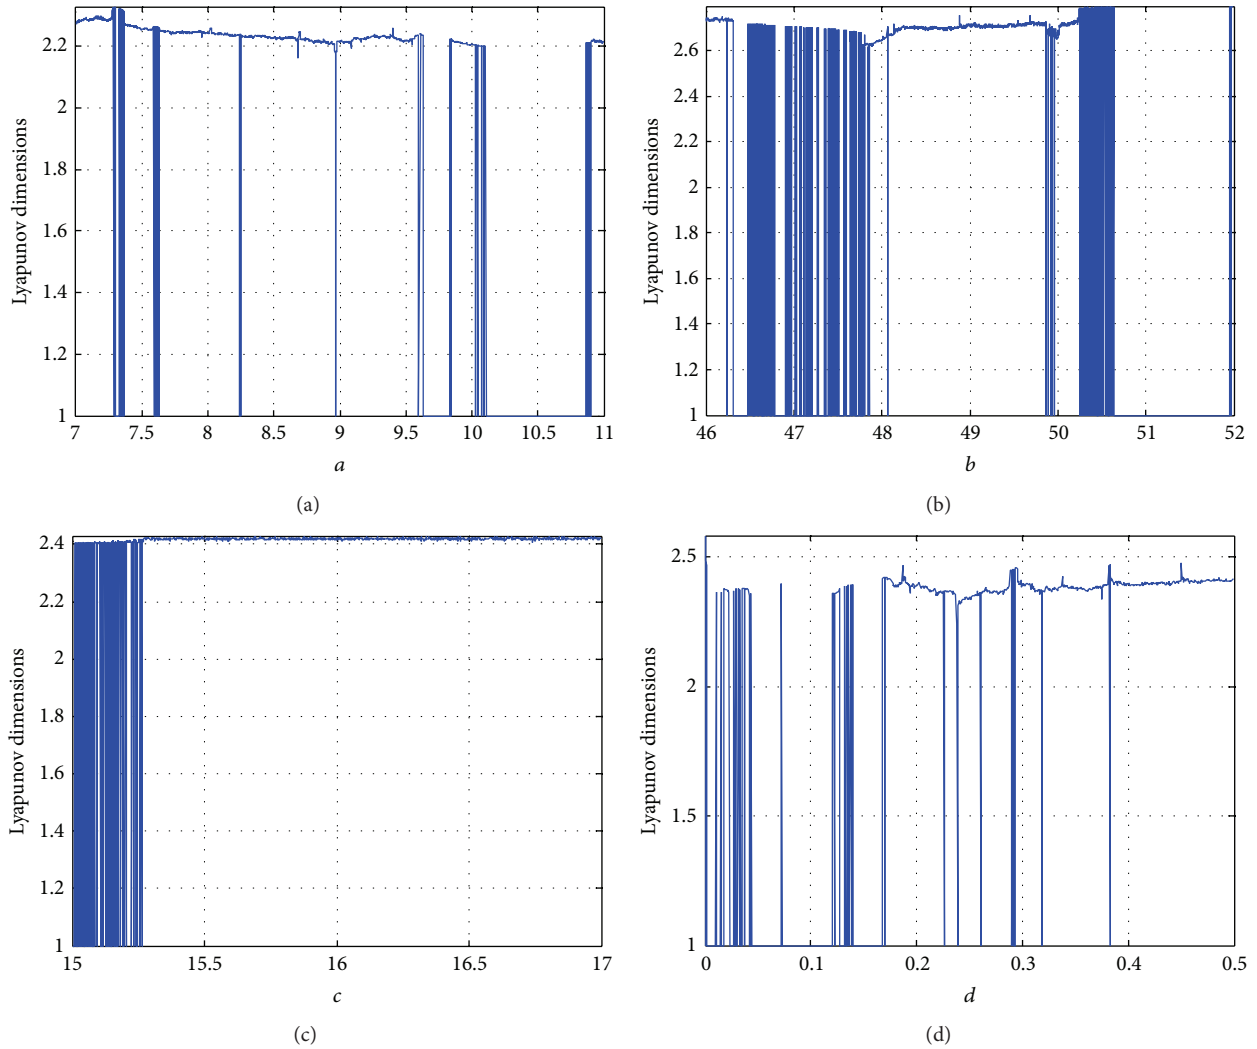 2.2
2
1.8
1.6
1.4
1.2
1
Lyapunov dimensions
7 7.5 8 8.5 9 9.5 10 10.5 11
a
(a)
2.6
2.4
2.2
2
1.8
1.6
1.4
1.2
1
Lyapunov dimensions
46 47 48 49 50 51 52
b
(b)
2.4
2.2
2
1.8
1.6
1.4
1.2
1
Lyapunov dimensions
15 15.5 16 16.5 17
c
(c)
2.5
2
1.5
1
Lyapunov dimensions
0 0.1 0.2 0.3 0.4 0.5
d
(d)